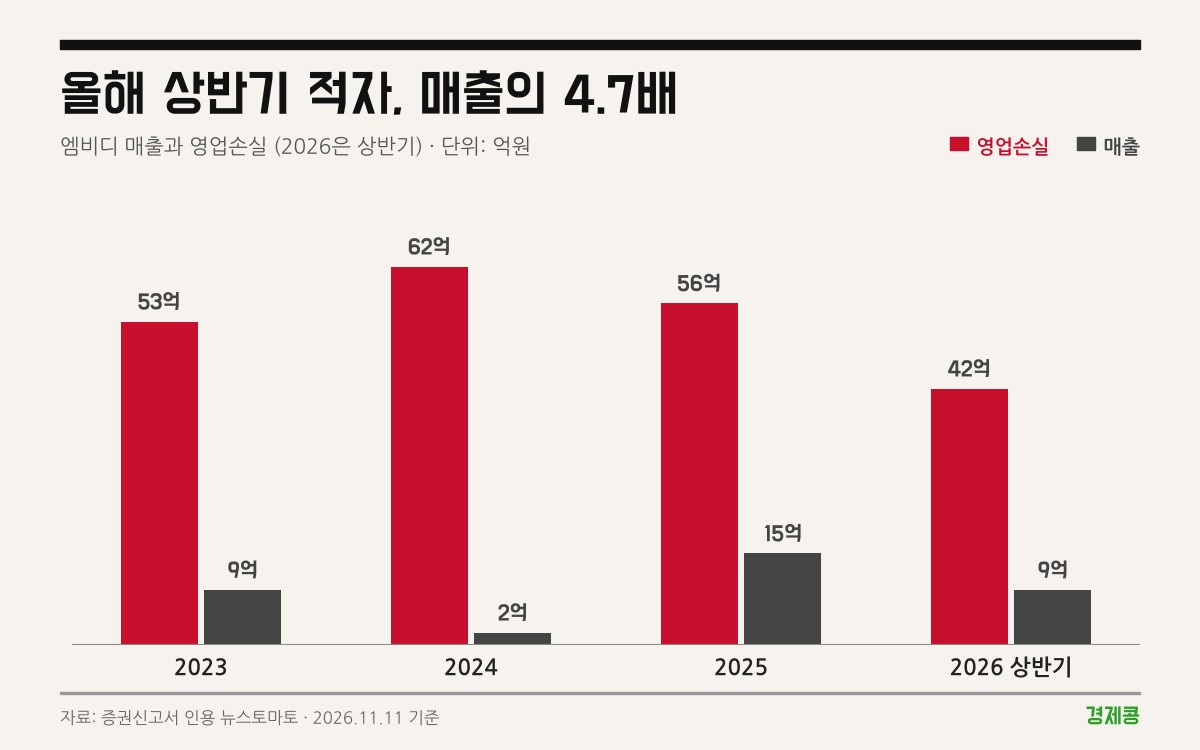 올해 상반기 적자, 매출의 4.7배
엠비디 매출과 영업손실 (2026은 상반기) · 단위: 억원
영업손실 매출
53억
9억
62억
2억
56억
15억
42억
9억
2023 2024 2025 2026 상반기
자료: 증권신고서 인용 뉴스토마토 · 2026.11.11 기준
경제콩